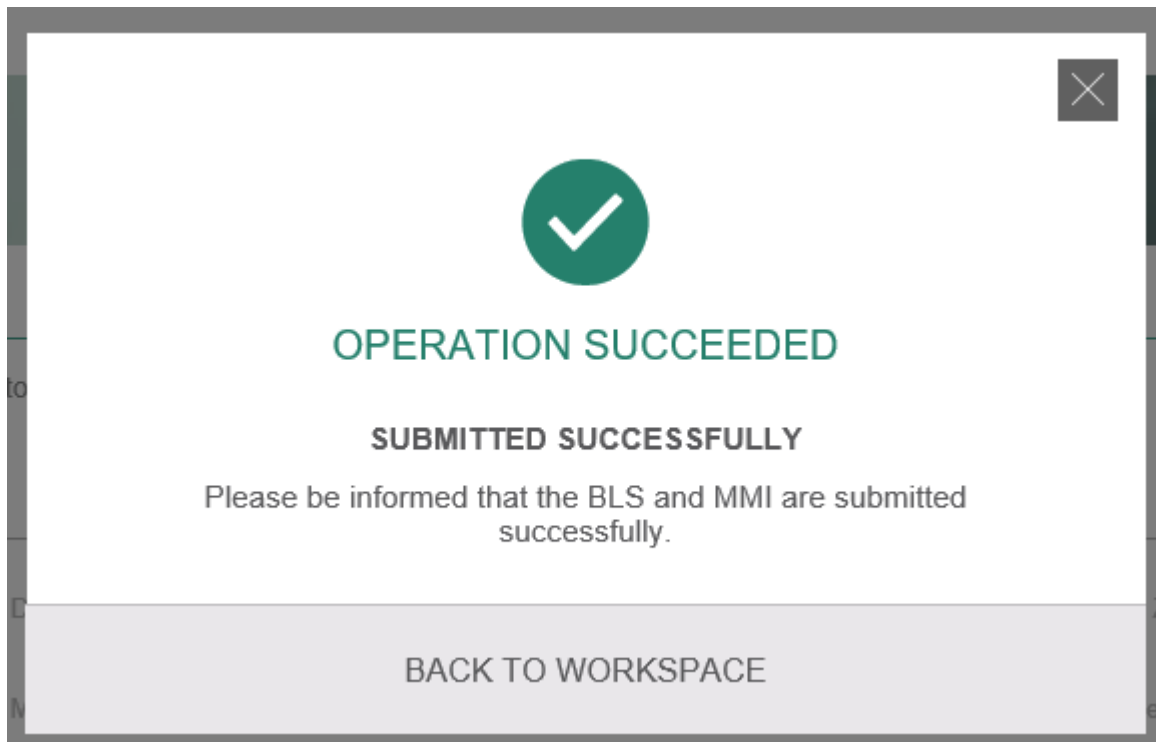 OPERATION SUCCEEDED
SUBMITTED SUCCESSFULLY
Please be informed that the BLS and MMI are submitted
successfully.
BACK TO WORKSPACE